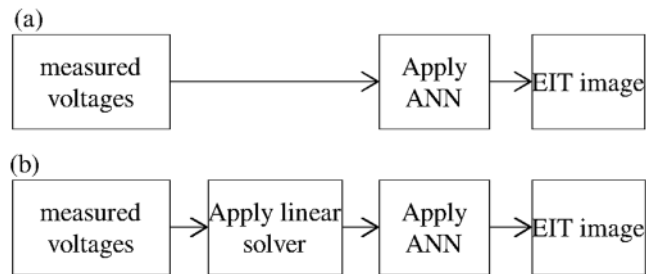 (a)
measured
voltages
Apply
ANN
EIT image
(b)
measured
voltages
Apply linear
solver
Apply
ANN
EIT image